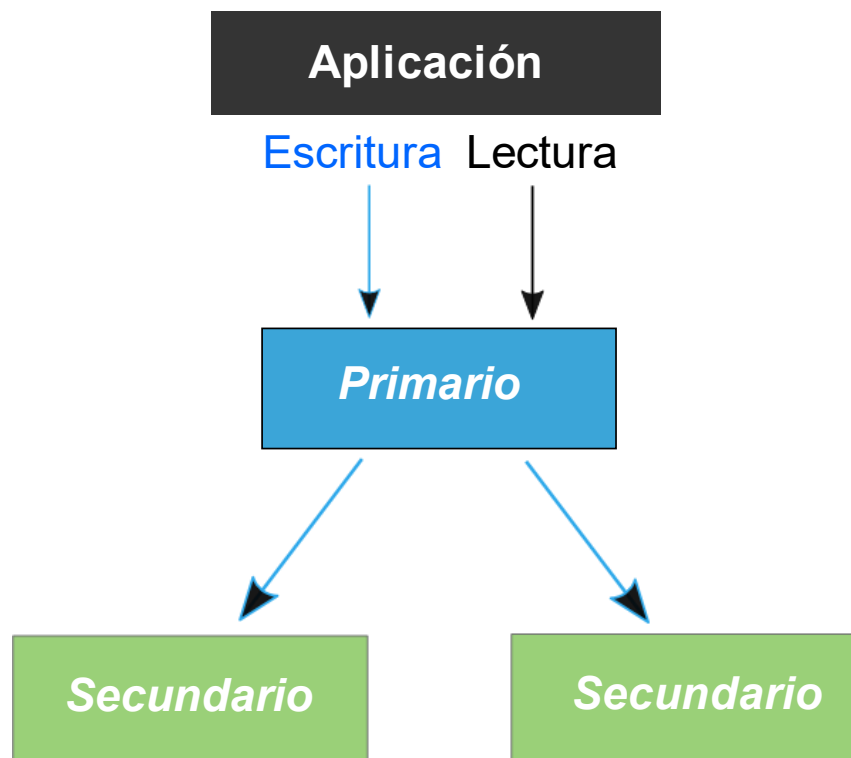 Aplicación
Escritura Lectura
Primario
Secundario
Secundario